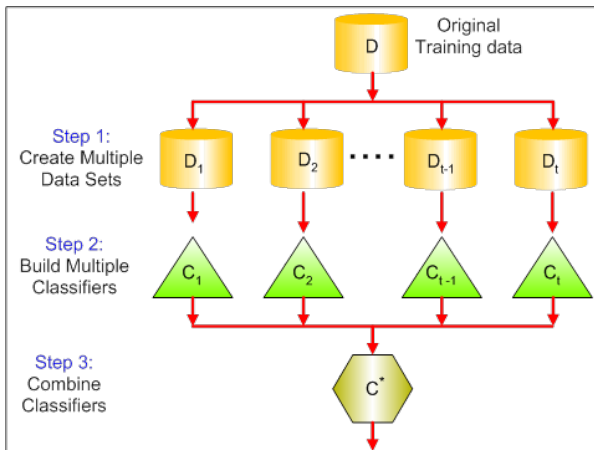 D
Original
Training data
Step 1:
Create Multiple
Data Sets
D1
D2
....
Dt-1
Dt
Step 2:
Build Multiple
Classifiers
C1
C2
Ct-1
Ct
Step 3:
Combine
Classifiers
C*